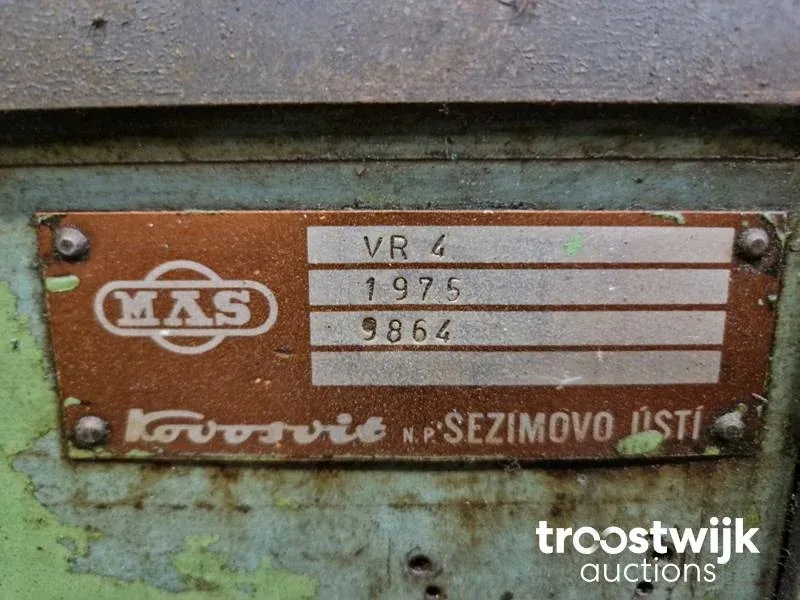 MAS
VR 4
1975
9864
Kovosvit N.P. SEZIMOVO ÚSTÍ
troostwijk
auctions